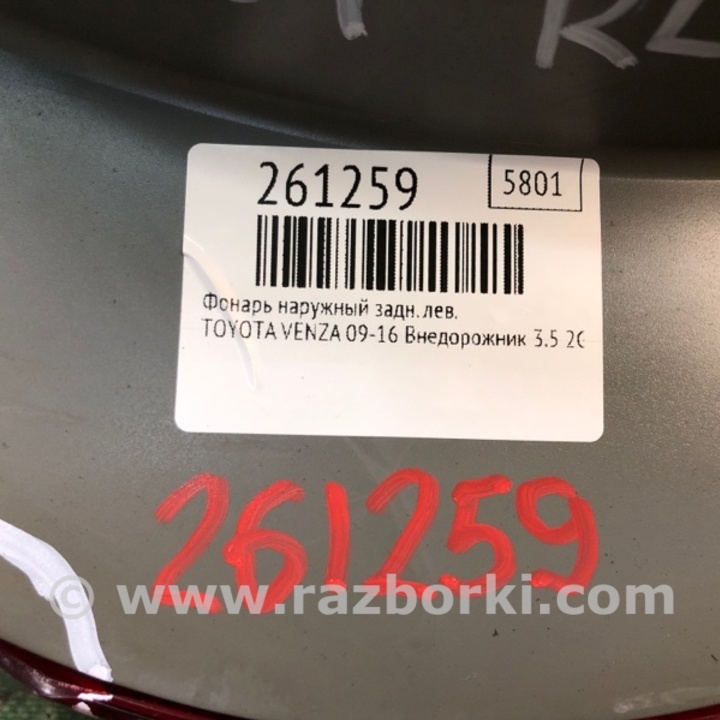 261259
5801
Фонарь наружный задн. лев.
TOYOTA VENZA 09-16 Внедорожник 3.5
261259
© www.razborki.com